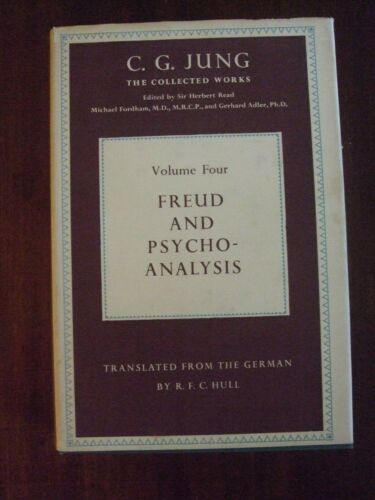 C. G. JUNG
THE COLLECTED WORKS
Edited by Sir Herbert Read
Michael Fordham, M.D., M.R.C.P., and Gerhard Adler, Ph.D.
Volume Four
FREUD
AND
PSYCHO-
ANALYSIS
TRANSLATED FROM THE GERMAN
BY R. F. C. HULL